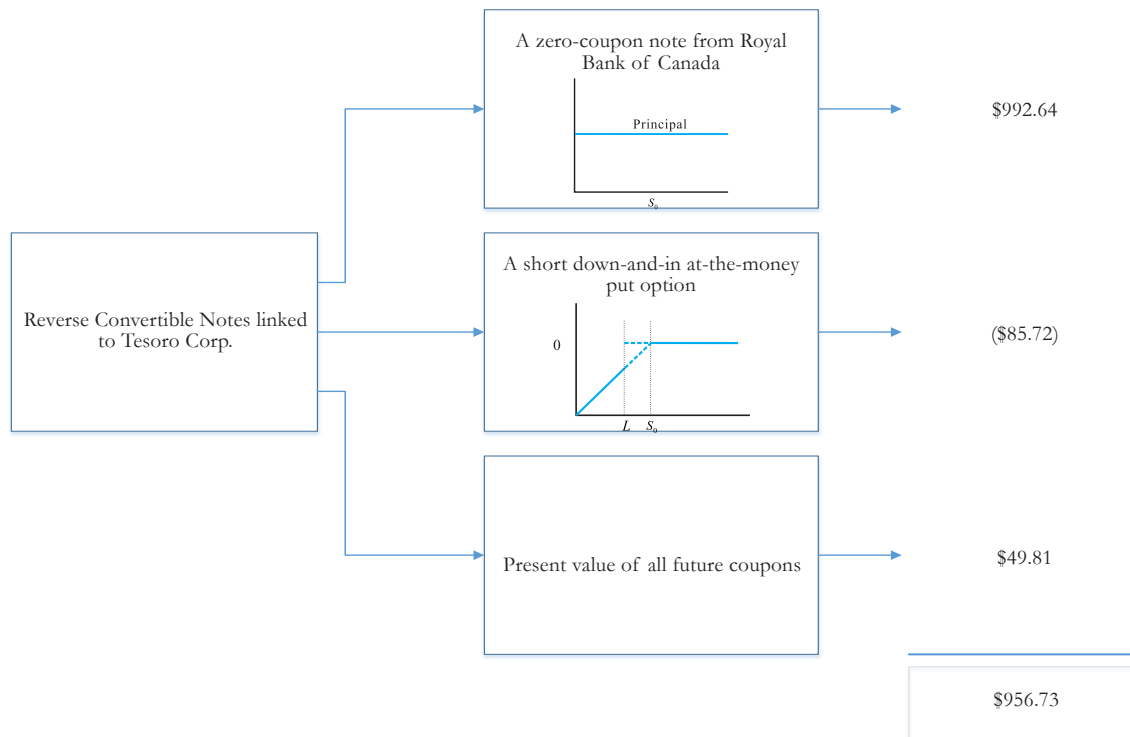 A zero-coupon note from Royal
Bank of Canada
Principal
S₀
$992.64
Reverse Convertible Notes linked
to Tesoro Corp.
A short down-and-in at-the-money
put option
0
L
S₀
($85.72)
Present value of all future coupons
$49.81
$956.73